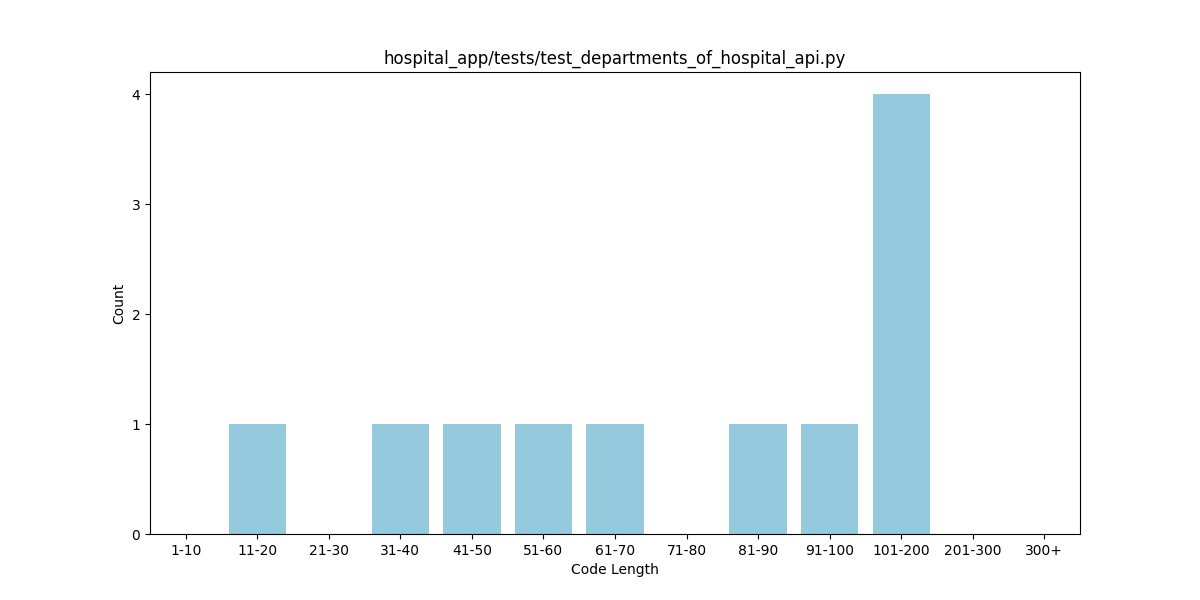 hospital_app/tests/test_departments_of_hospital_api.py
4
3
2
1
0
Count
1-10 11-20 21-30 31-40 41-50 51-60 61-70 71-80 81-90 91-100 101-200 201-300 300+
Code Length